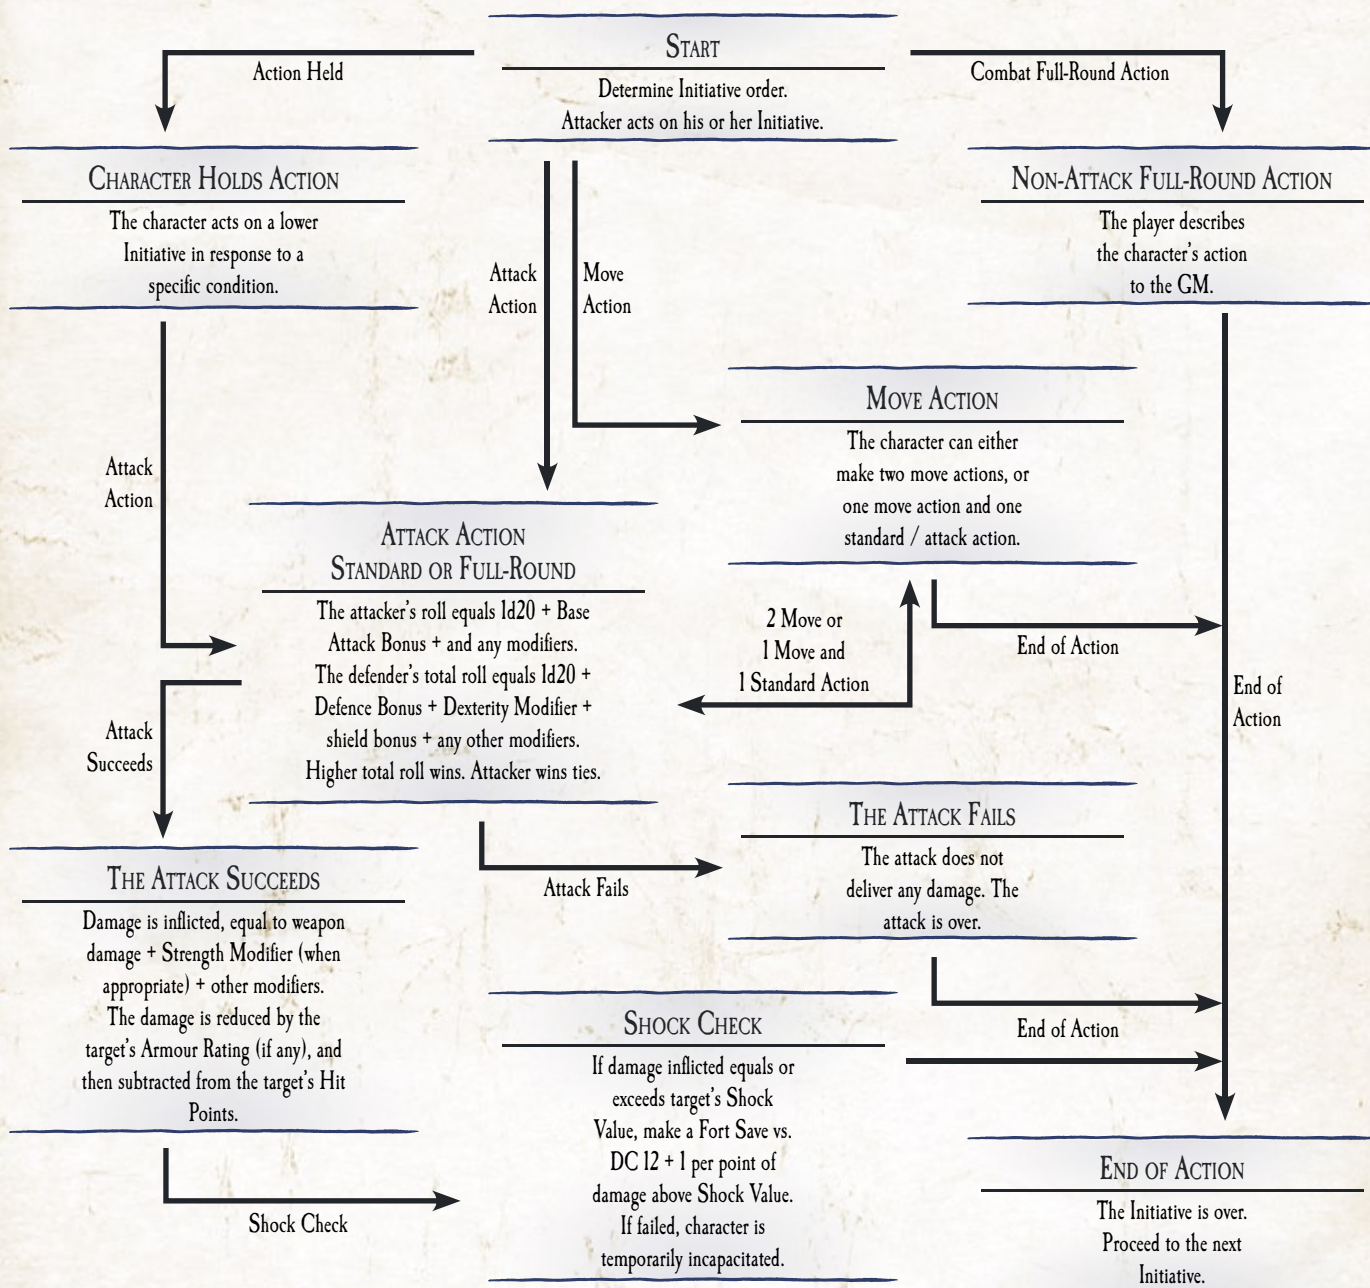 START
Determine Initiative order.
Attacker acts on his or her Initiative.
Action Held
Combat Full-Round Action
CHARACTER HOLDS ACTION
The character acts on a lower
Initiative in response to a
specific condition.
NON-ATTACK FULL-ROUND ACTION
The player describes
the character's action
to the GM.
Attack
Action
Move
Action
MOVE ACTION
The character can either
make two move actions, or
one move action and one
standard / attack action.
Attack
Action
ATTACK ACTION
STANDARD OR FULL-ROUND
The attacker's roll equals 1d20 + Base
Attack Bonus + and any modifiers.
The defender's total roll equals 1d20 +
Defence Bonus + Dexterity Modifier +
shield bonus + any other modifiers.
Higher total roll wins. Attacker wins ties.
2 Move or
1 Move and
1 Standard Action
End of Action
End of
Action
Attack
Succeeds
THE ATTACK FAILS
The attack does not
deliver any damage. The
attack is over.
Attack Fails
THE ATTACK SUCCEEDS
Damage is inflicted, equal to weapon
damage + Strength Modifier (when
appropriate) + other modifiers.
The damage is reduced by the
target's Armour Rating (if any), and
then subtracted from the target's Hit
Points.
End of Action
SHOCK CHECK
If damage inflicted equals or
exceeds target's Shock
Value, make a Fort Save vs.
DC 12 + 1 per point of
damage above Shock Value.
If failed, character is
temporarily incapacitated.
Shock Check
END OF ACTION
The Initiative is over.
Proceed to the next
Initiative.